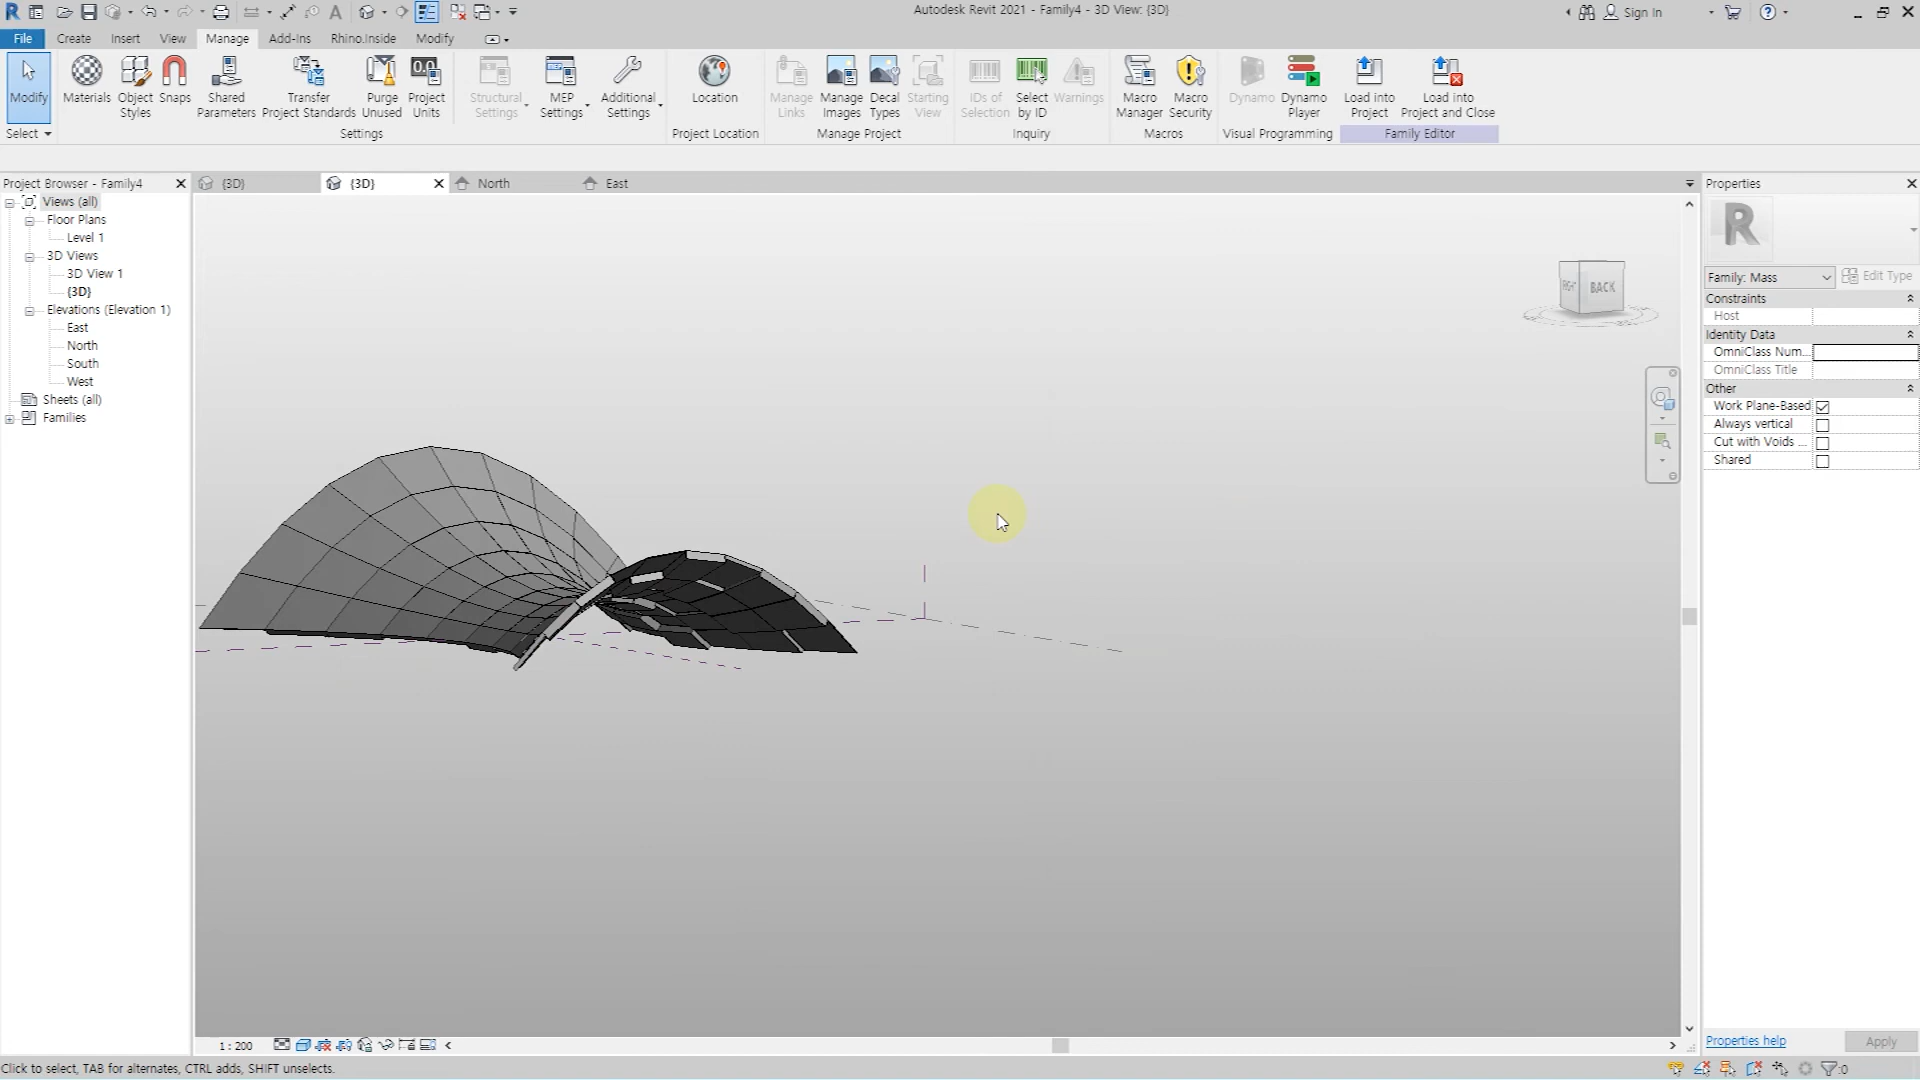 Autodesk Revit 2021 - Family4 - 3D View: {3D}
Sign In
File Create Insert View Manage Add-Ins Rhino.Inside Modify
Modify
Select
Materials
Object Styles
Snaps
Shared Parameters
Transfer Project Standards
Purge Unused
Project Units
Structural Settings
MEP Settings
Additional Settings
Settings
Location
Project Location
Manage Links
Manage Images
Decal Types
Starting View
Manage Project
IDs of Selection
Select by ID
Warnings
Inquiry
Macro Manager
Macro Security
Macros
Dynamo
Dynamo Player
Visual Programming
Load into Project
Load into Project and Close
Family Editor
Project Browser - Family4
Views (all)
Floor Plans
Level 1
3D Views
3D View 1
{3D}
Elevations (Elevation 1)
East
North
South
West
Sheets (all)
Families
{3D}
{3D}
North
East
BACK
Properties
Family: Mass
Edit Type
Constraints
Host
Identity Data
OmniClass Num...
OmniClass Title
Other
Work Plane-Based
Always vertical
Cut with Voids ...
Shared
Properties help
Apply
1 : 200
Click to select, TAB for alternates, CTRL adds, SHIFT unselects.
:0